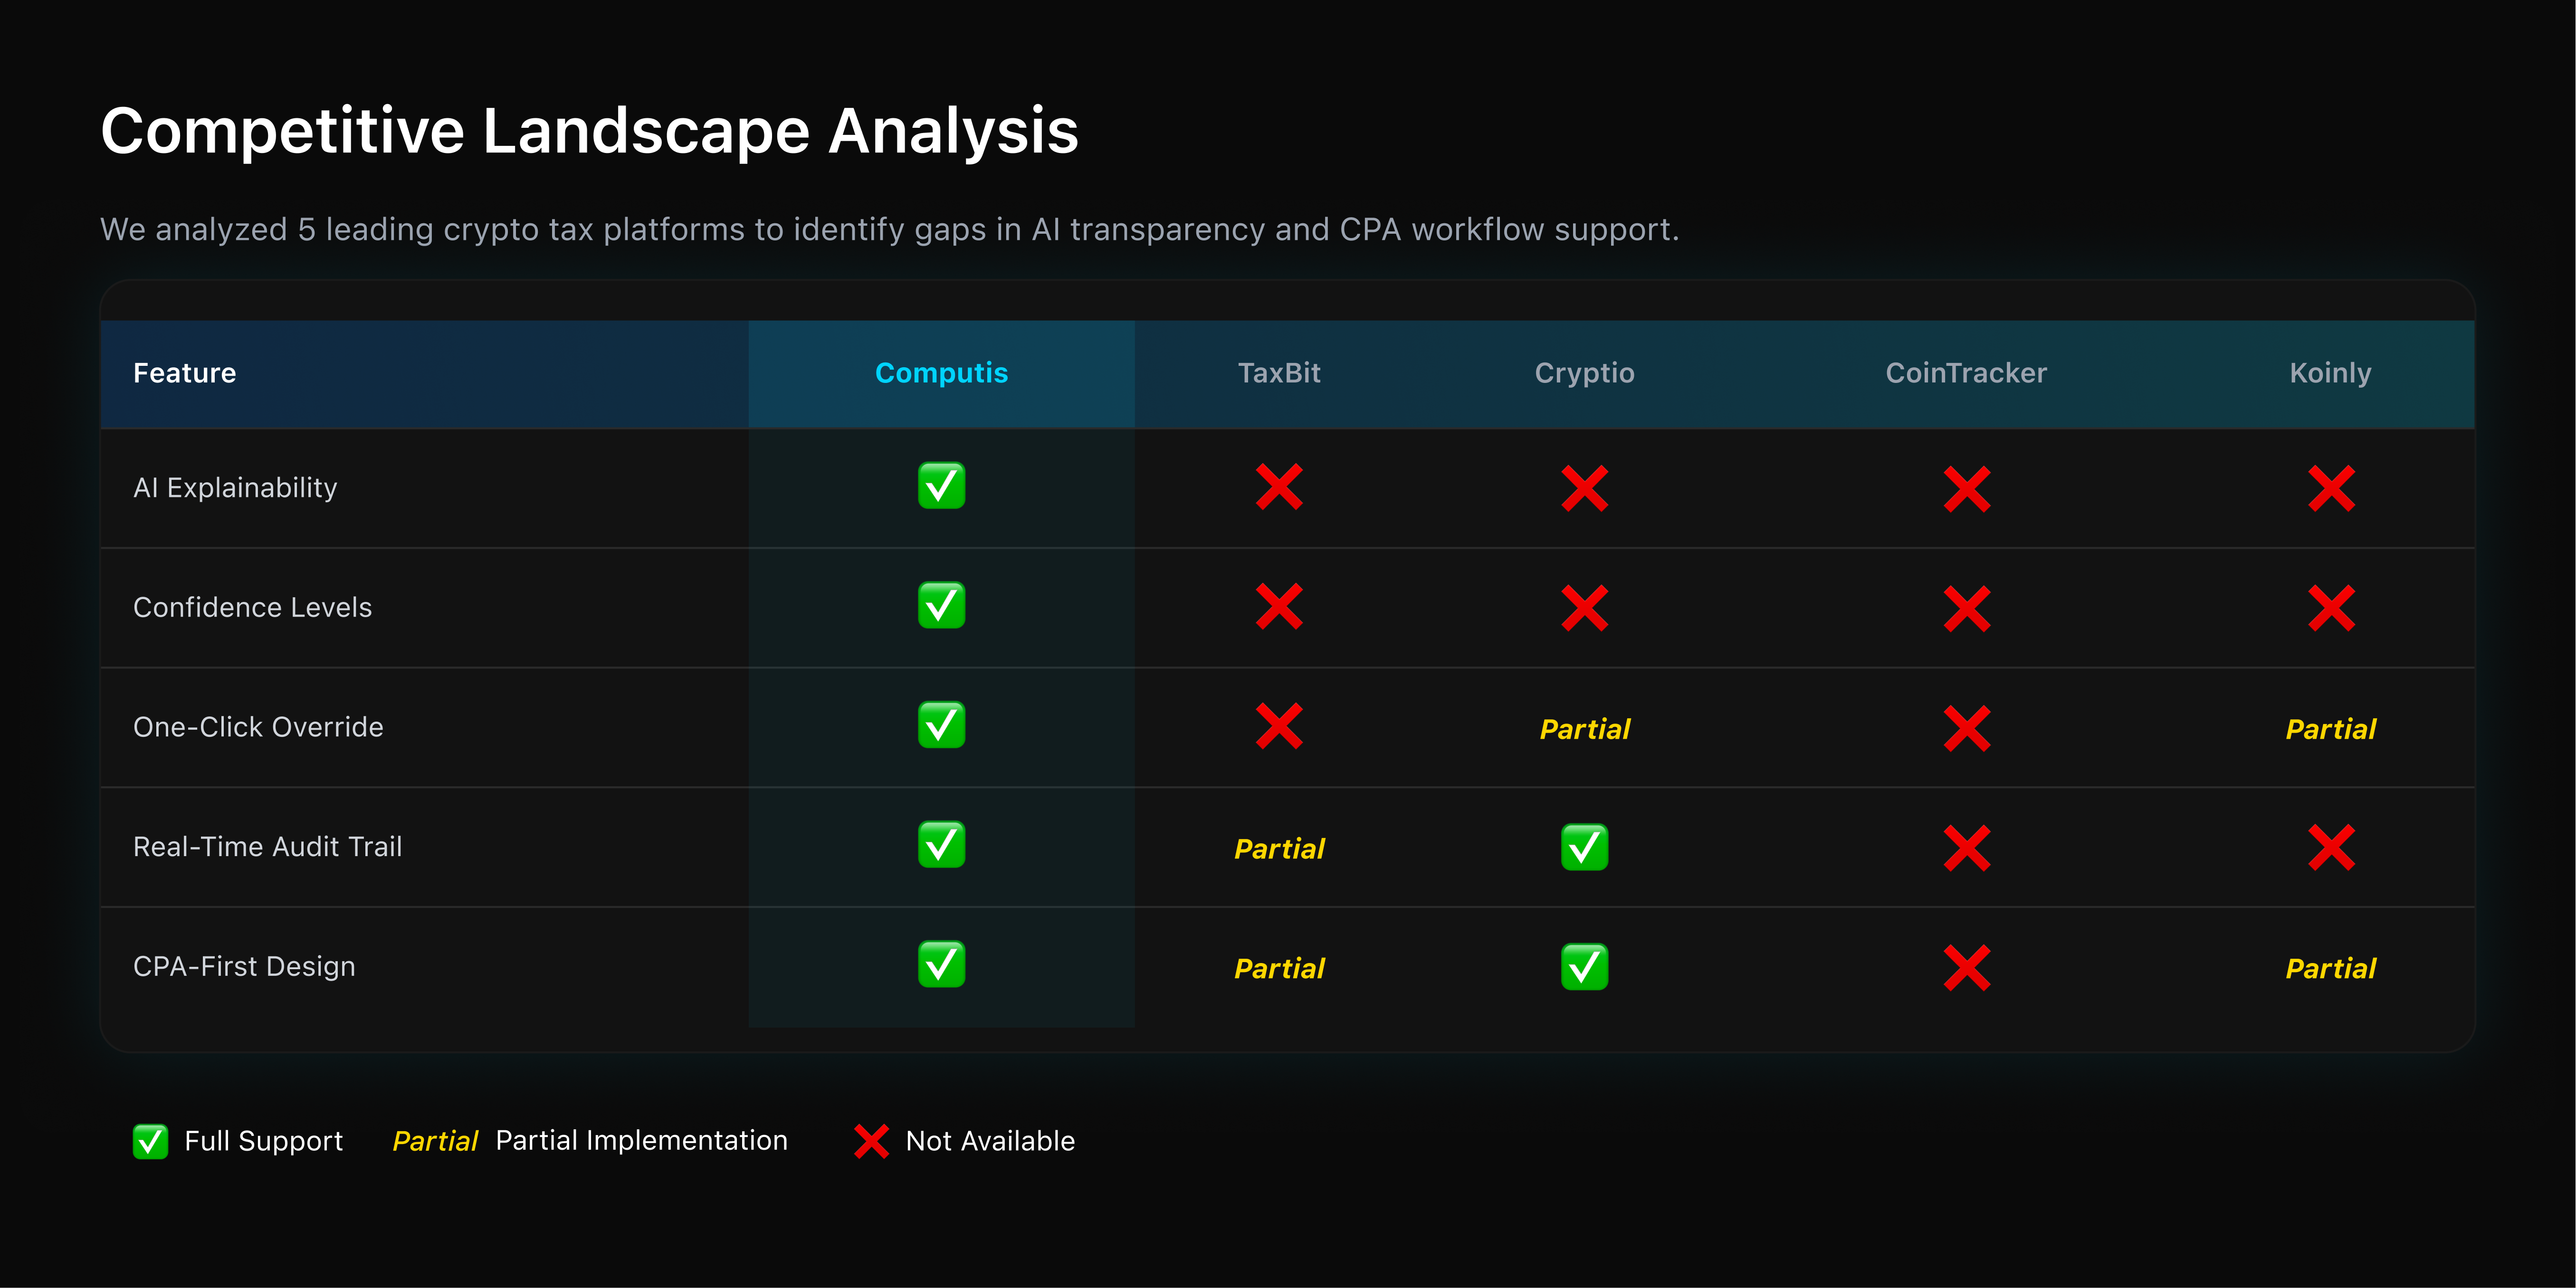 Competitive Landscape Analysis
We analyzed 5 leading crypto tax platforms to identify gaps in AI transparency and CPA workflow support.
Feature Computis TaxBit Cryptio CoinTracker Koinly
AI Explainability ✅ ❌ ❌ ❌ ❌
Confidence Levels ✅ ❌ ❌ ❌ ❌
One-Click Override ✅ ❌ Partial ❌ Partial
Real-Time Audit Trail ✅ Partial ✅ ❌ ❌
CPA-First Design ✅ Partial ✅ ❌ Partial
✅ Full Support Partial Partial Implementation ❌ Not Available